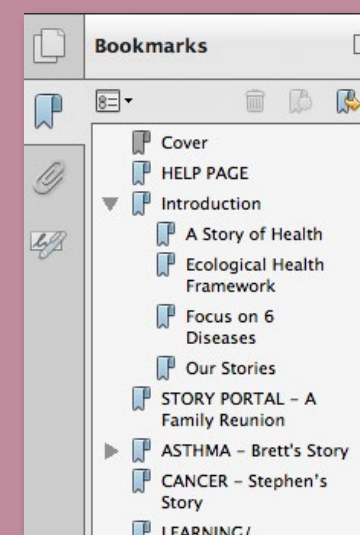 Bookmarks
Cover
HELP PAGE
Introduction
A Story of Health
Ecological Health
Framework
Focus on 6
Diseases
Our Stories
STORY PORTAL – A
Family Reunion
ASTHMA – Brett's Story
CANCER – Stephen's
Story
LEARNING/